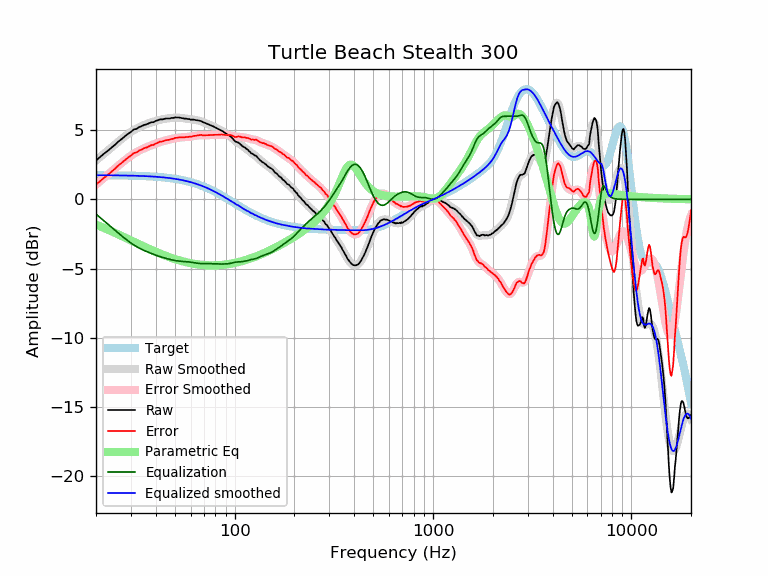 Turtle Beach Stealth 300
Amplitude (dBr)
5
0
−5
−10
−15
−20
Target
Raw Smoothed
Error Smoothed
Raw
Error
Parametric Eq
Equalization
Equalized smoothed
100
1000
10000
Frequency (Hz)